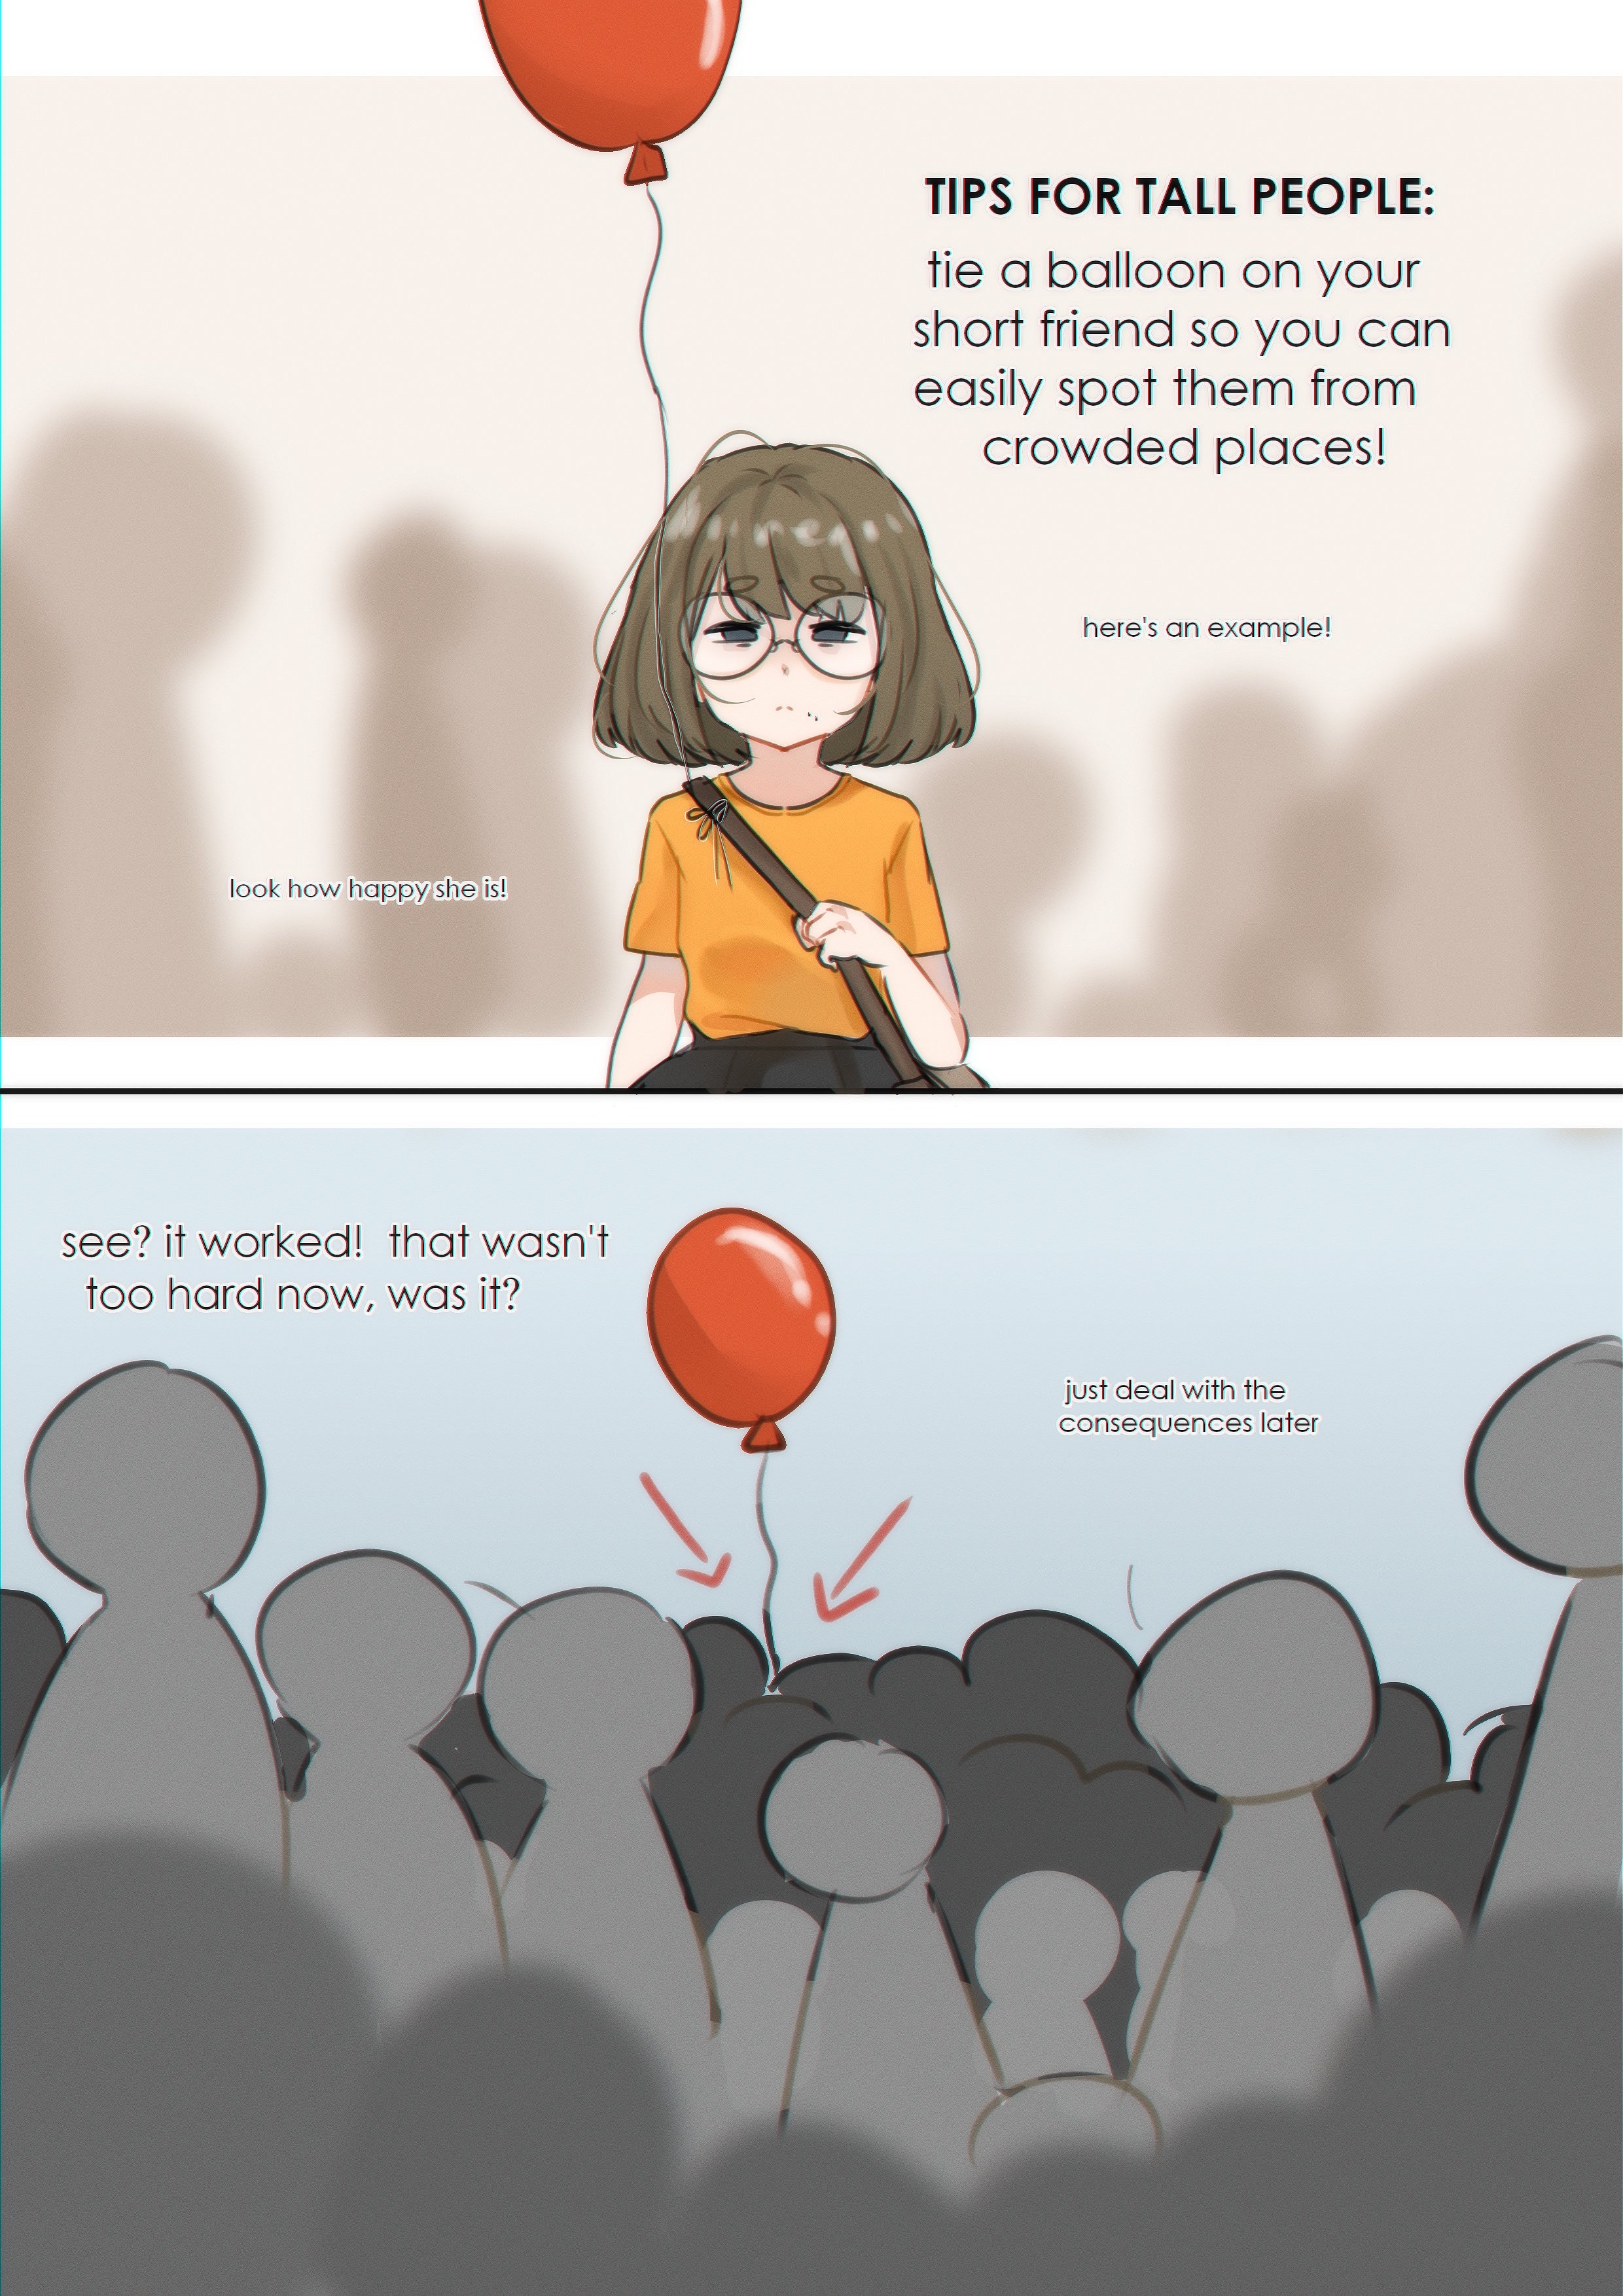 TIPS FOR TALL PEOPLE:
tie a balloon on your
short friend so you can
easily spot them from
crowded places!
here's an example!
look how happy she is!
see? it worked! that wasn't
too hard now, was it?
just deal with the
consequences later